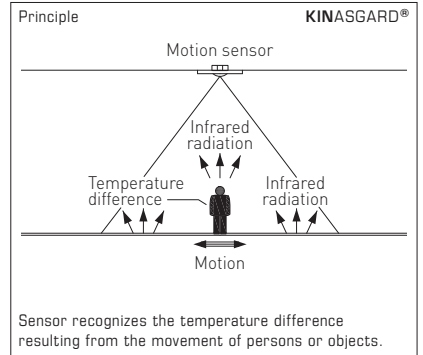 Principle KINASGARD®
Motion sensor
Infrared
radiation
Temperature
difference
Infrared
radiation
Motion
Sensor recognizes the temperature difference
resulting from the movement of persons or objects.